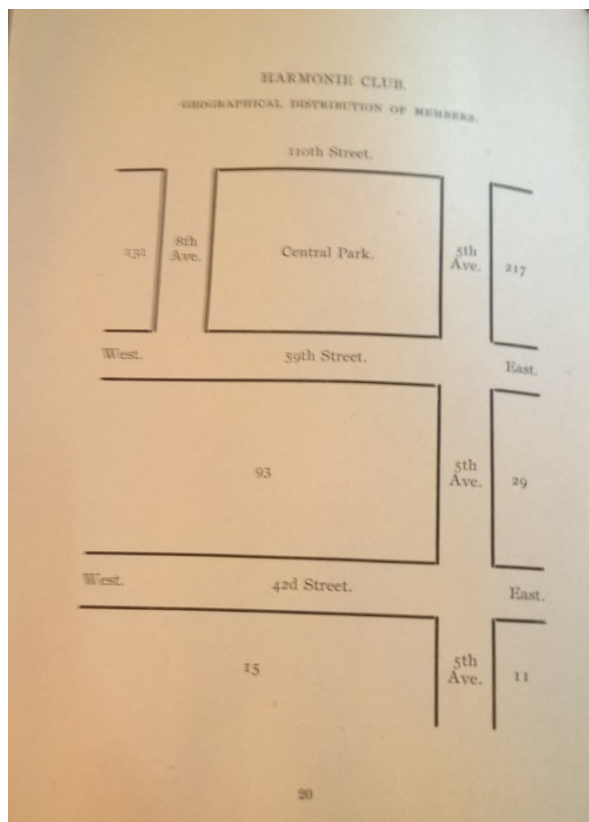 HARMONIE CLUB.
GEOGRAPHICAL DISTRIBUTION OF MEMBERS.
110th Street.
8th
Ave.
Central Park.
5th
Ave.
217
West.
59th Street.
East.
93
5th
Ave.
29
West.
42d Street.
East.
15
5th
Ave.
11
20